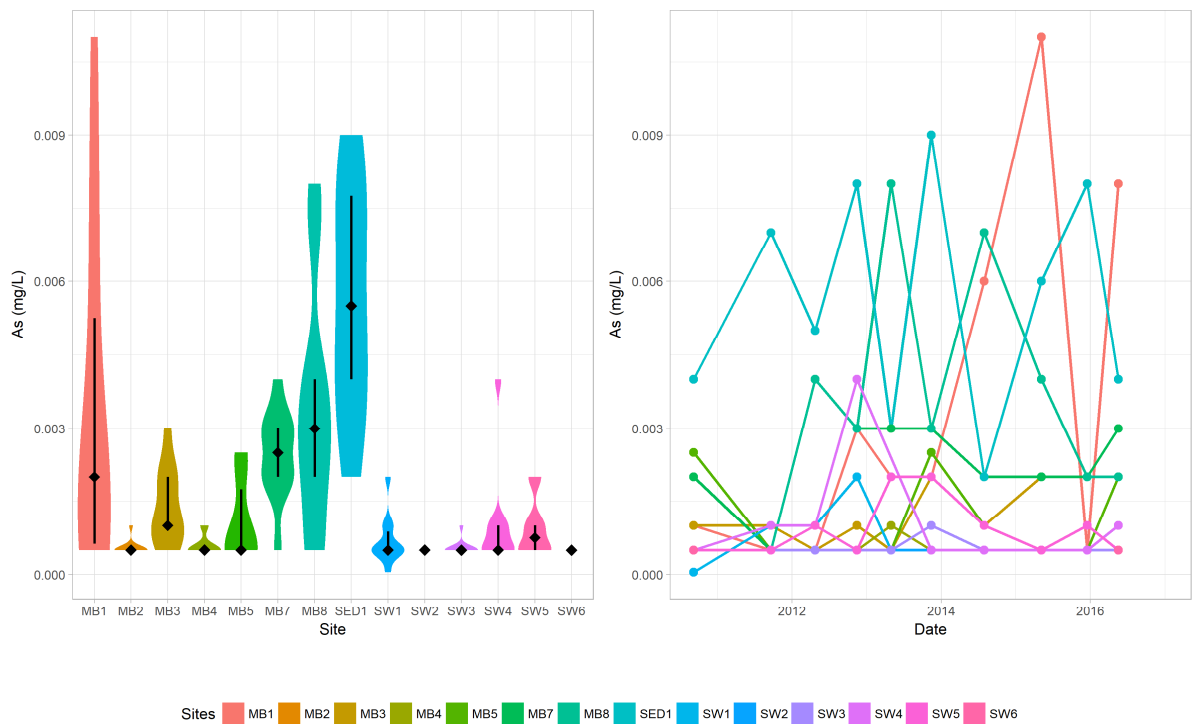 As (mg/L)
0.009
0.006
0.003
0.000
MB1 MB2 MB3 MB4 MB5 MB7 MB8 SED1 SW1 SW2 SW3 SW4 SW5 SW6
Site
As (mg/L)
0.009
0.006
0.003
0.000
2012 2014 2016
Date
Sites MB1 MB2 MB3 MB4 MB5 MB7 MB8 SED1 SW1 SW2 SW3 SW4 SW5 SW6